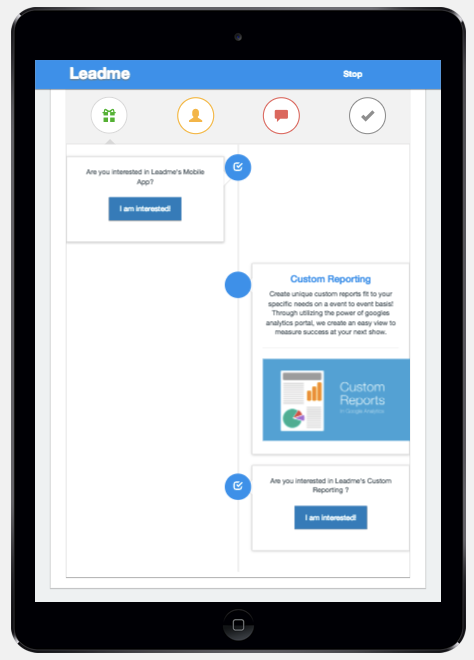 Leadme
Stop
Are you interested in Leadme's Mobile
App?
I am interested!
Custom Reporting
Create unique custom reports fit to your
specific needs on a event to event basis!
Through utilizing the power of googles
analytics portal, we create an easy view to
measure success at your next show.
Custom
Reports
in Google Analytics
Are you interested in Leadme's Custom
Reporting ?
I am interested!